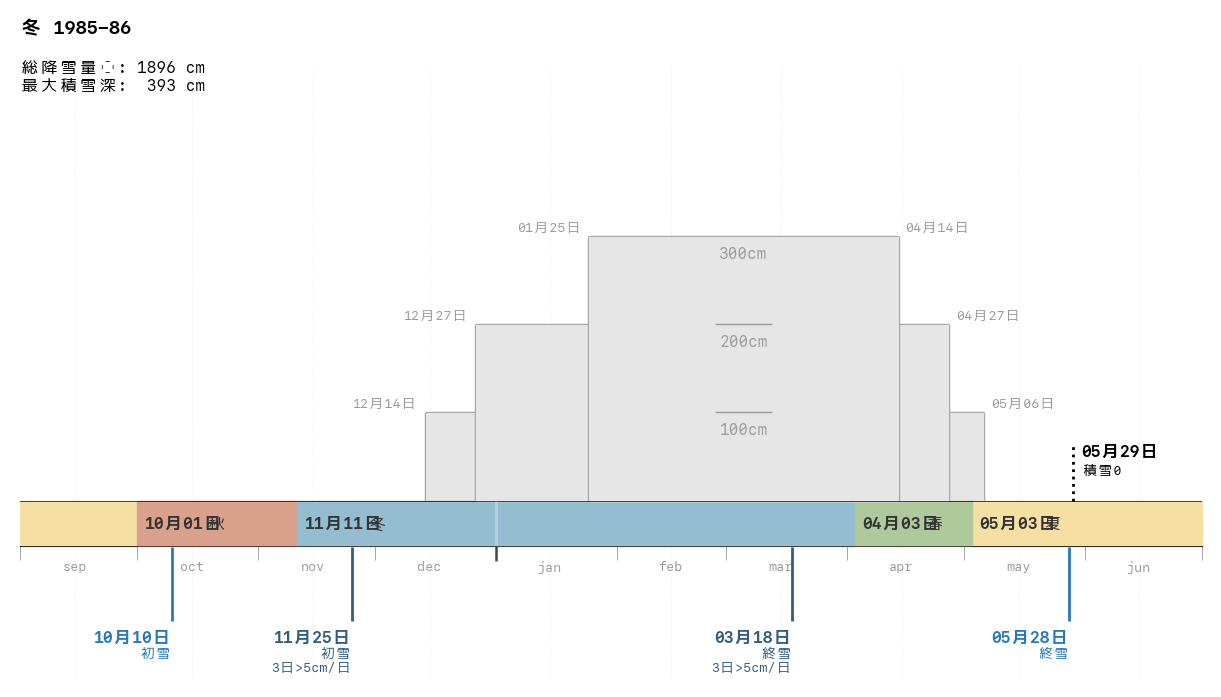 冬 1985–86
総降雪量: 1896 cm
最大積雪深: 393 cm
01月25日
04月14日
300cm
12月27日
04月27日
200cm
12月14日
05月06日
100cm
05月29日
積雪0
10月01日秋
11月11日冬
04月03日春
05月03日夏
sep oct nov dec jan feb mar apr may jun
10月10日
初雪
11月25日
初雪
3日>5cm/日
03月18日
終雪
3日>5cm/日
05月28日
終雪